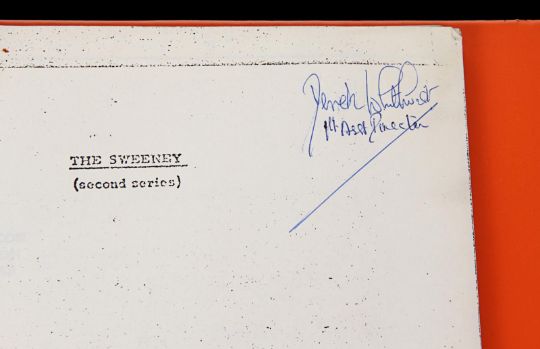 Derek Whitehurst
1st Asst Director
THE SWEENEY
(second series)